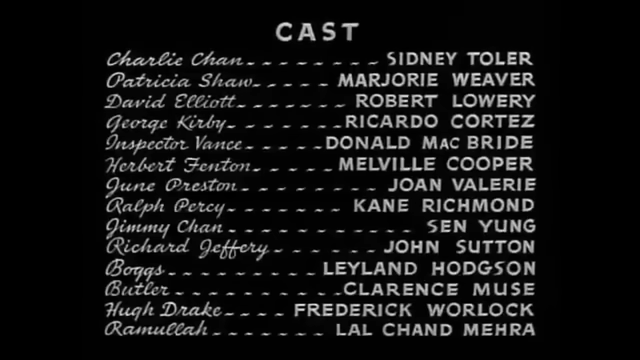 CAST
Charlie Chan SIDNEY TOLER
Patricia Shaw MARJORIE WEAVER
David Elliott ROBERT LOWERY
George Kirby RICARDO CORTEZ
Inspector Vance DONALD MACBRIDE
Herbert Fenton MELVILLE COOPER
June Preston JOAN VALERIE
Ralph Percy KANE RICHMOND
Jimmy Chan SEN YUNG
Richard Jeffery JOHN SUTTON
Boggs LEYLAND HODGSON
Butler CLARENCE MUSE
Hugh Drake FREDERICK WORLOCK
Ramullah LAL CHAND MEHRA